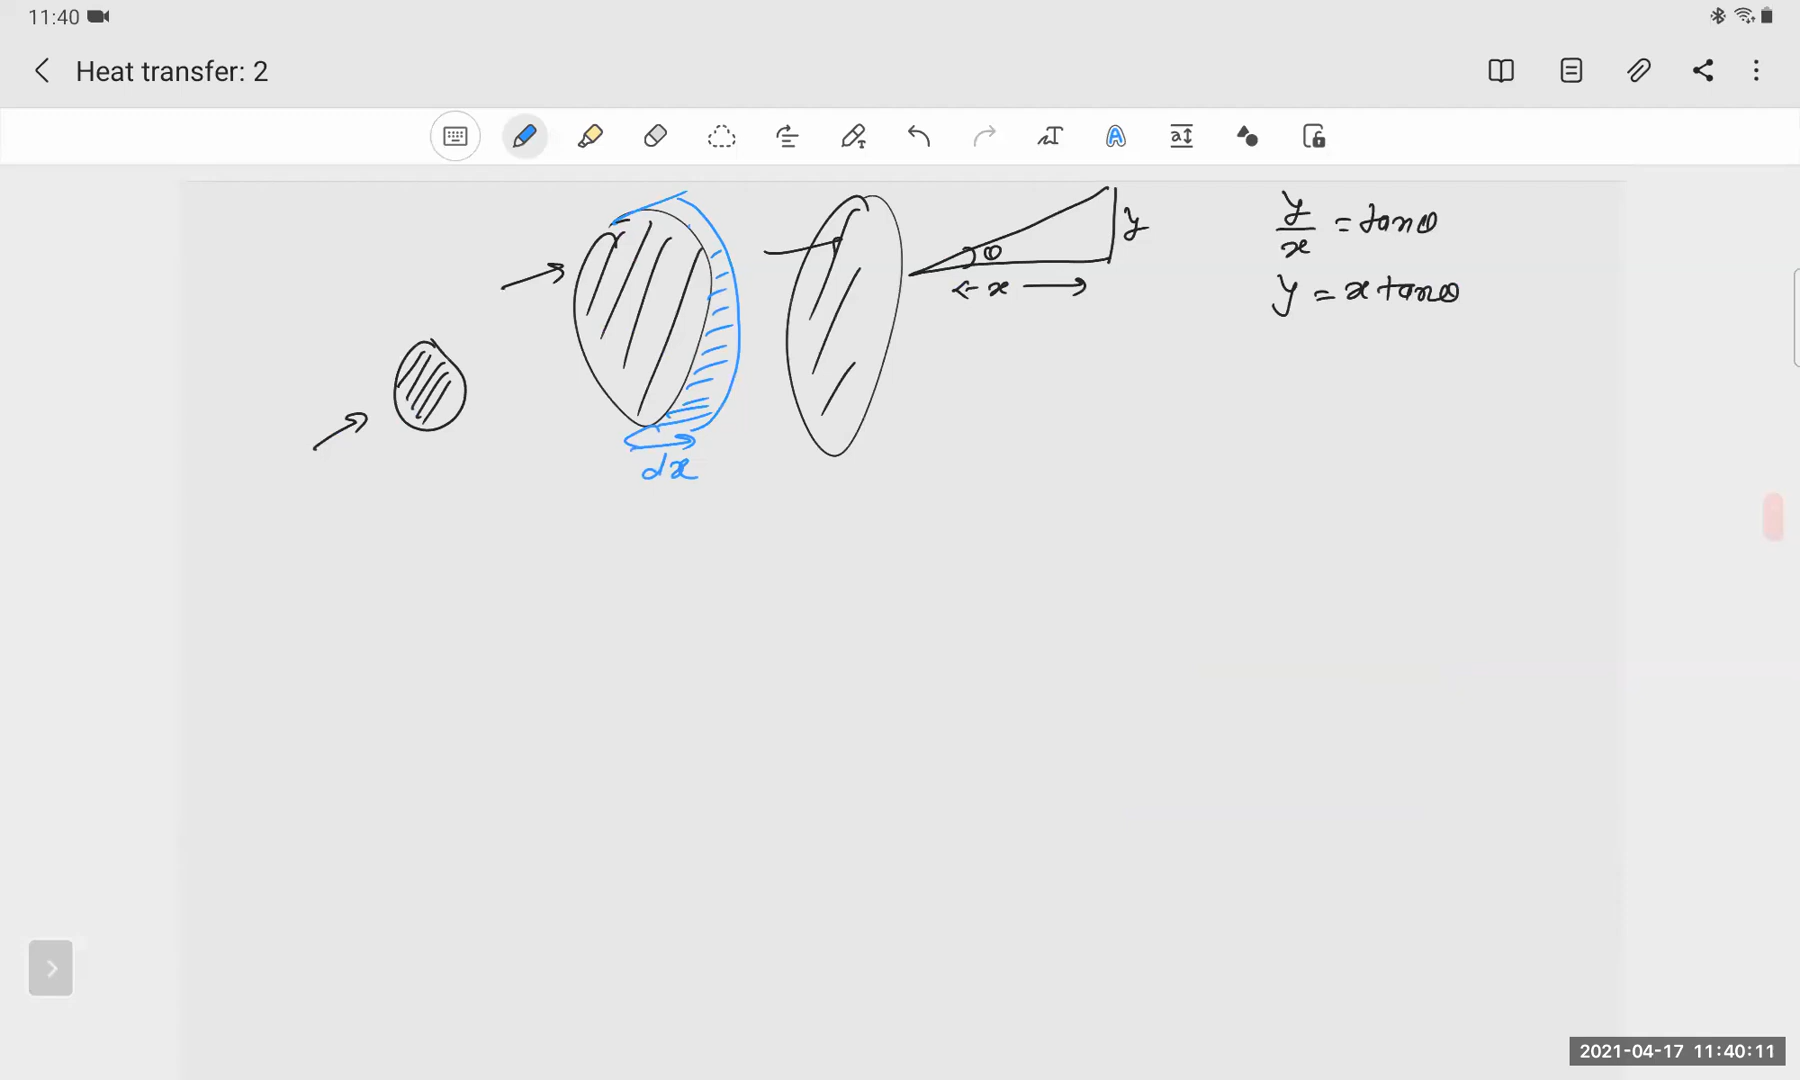 11:40
Heat transfer: 2
y/x = tanθ
y
θ
← x →
y = x tanθ
dx
2021-04-17 11:40:11